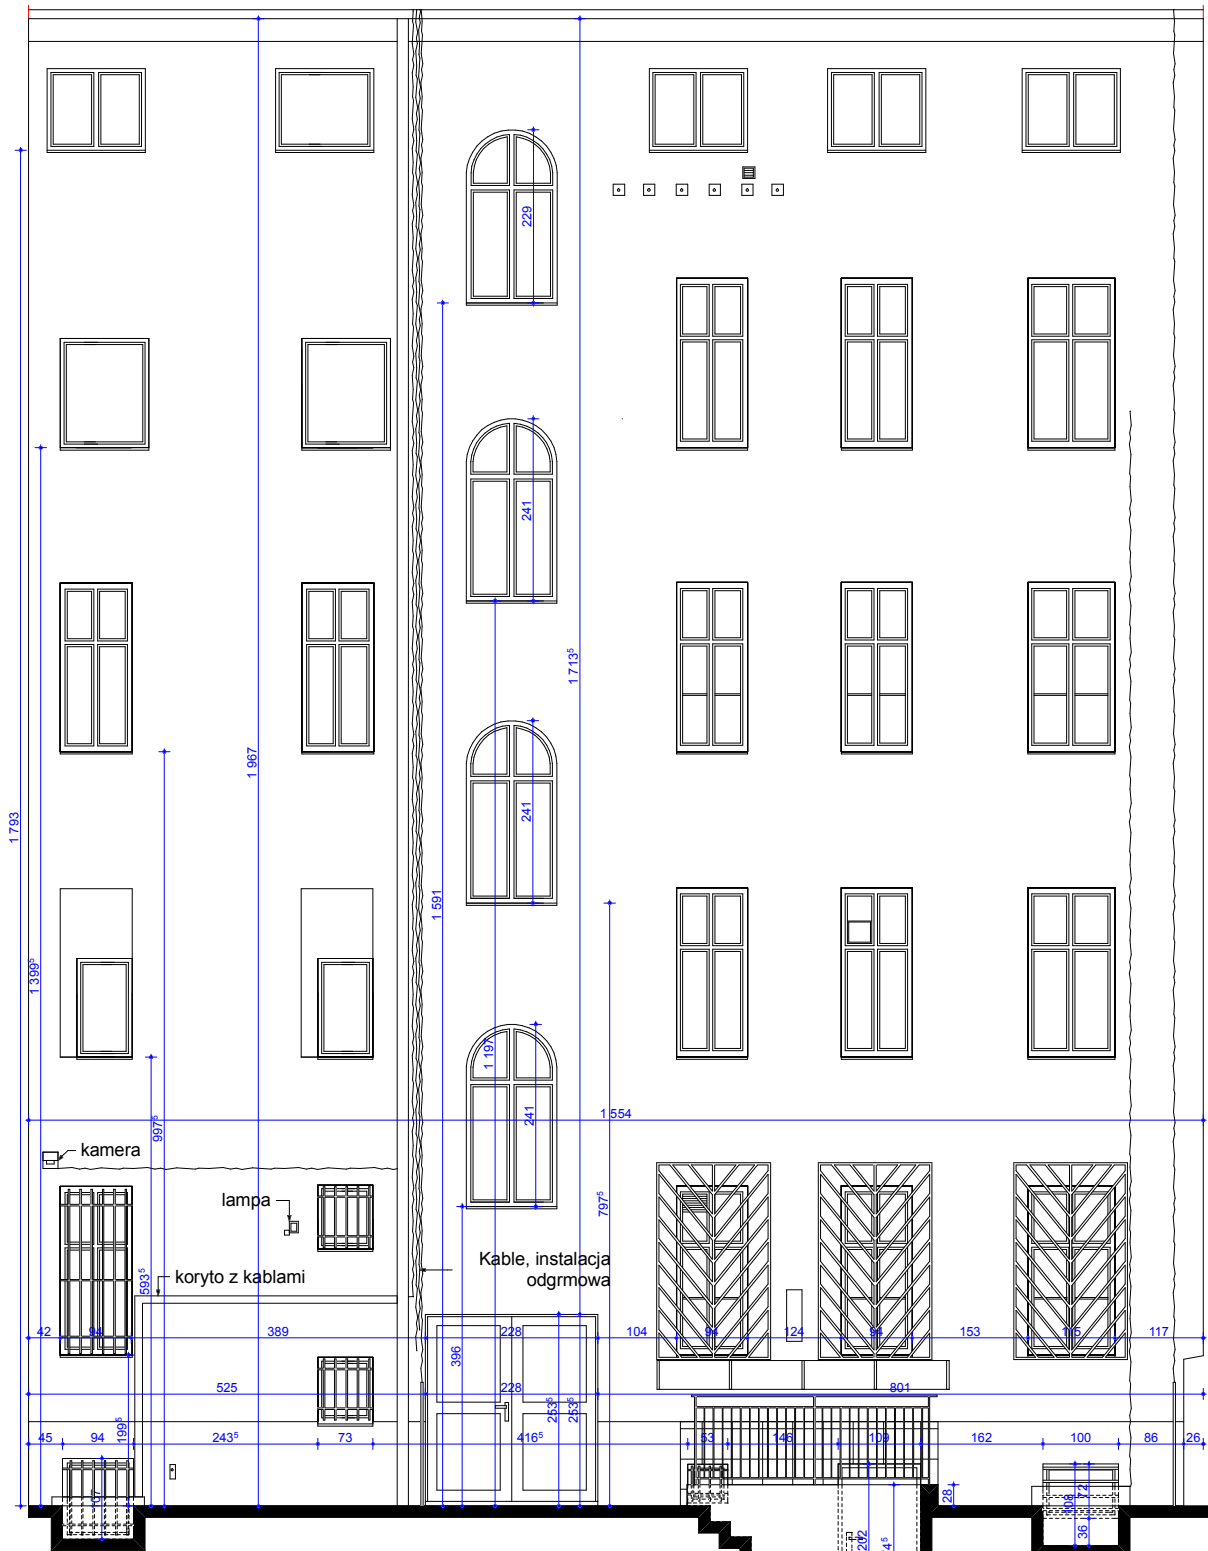 229
241
1 713⁵
1 967
241
1 793
1 591
1 399⁵
1 197
241
1 554
997⁵
kamera
lampa
797⁵
Kable, instalacja
odgrmowa
koryto z kablami
593⁵
42 94 389 228 104 94 124 94 153 115 117
396
525 228 801
253⁵ 253⁵
199⁵
45 94 243⁵ 73 416⁵ 53 146 109 162 100 86 26
107
28
72
108
36
202